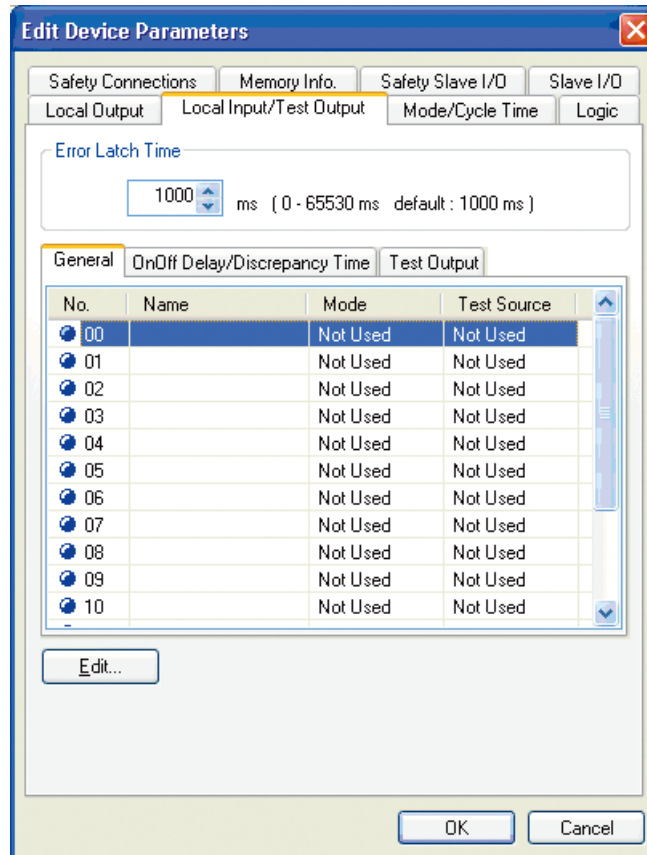 Edit Device Parameters
Safety Connections Memory Info. Safety Slave I/O Slave I/O
Local Output Local Input/Test Output Mode/Cycle Time Logic
Error Latch Time
1000 ms ( 0 - 65530 ms default : 1000 ms )
General OnOff Delay/Discrepancy Time Test Output
No. Name Mode Test Source
00 Not Used Not Used
01 Not Used Not Used
02 Not Used Not Used
03 Not Used Not Used
04 Not Used Not Used
05 Not Used Not Used
06 Not Used Not Used
07 Not Used Not Used
08 Not Used Not Used
09 Not Used Not Used
10 Not Used Not Used
Edit...
OK Cancel